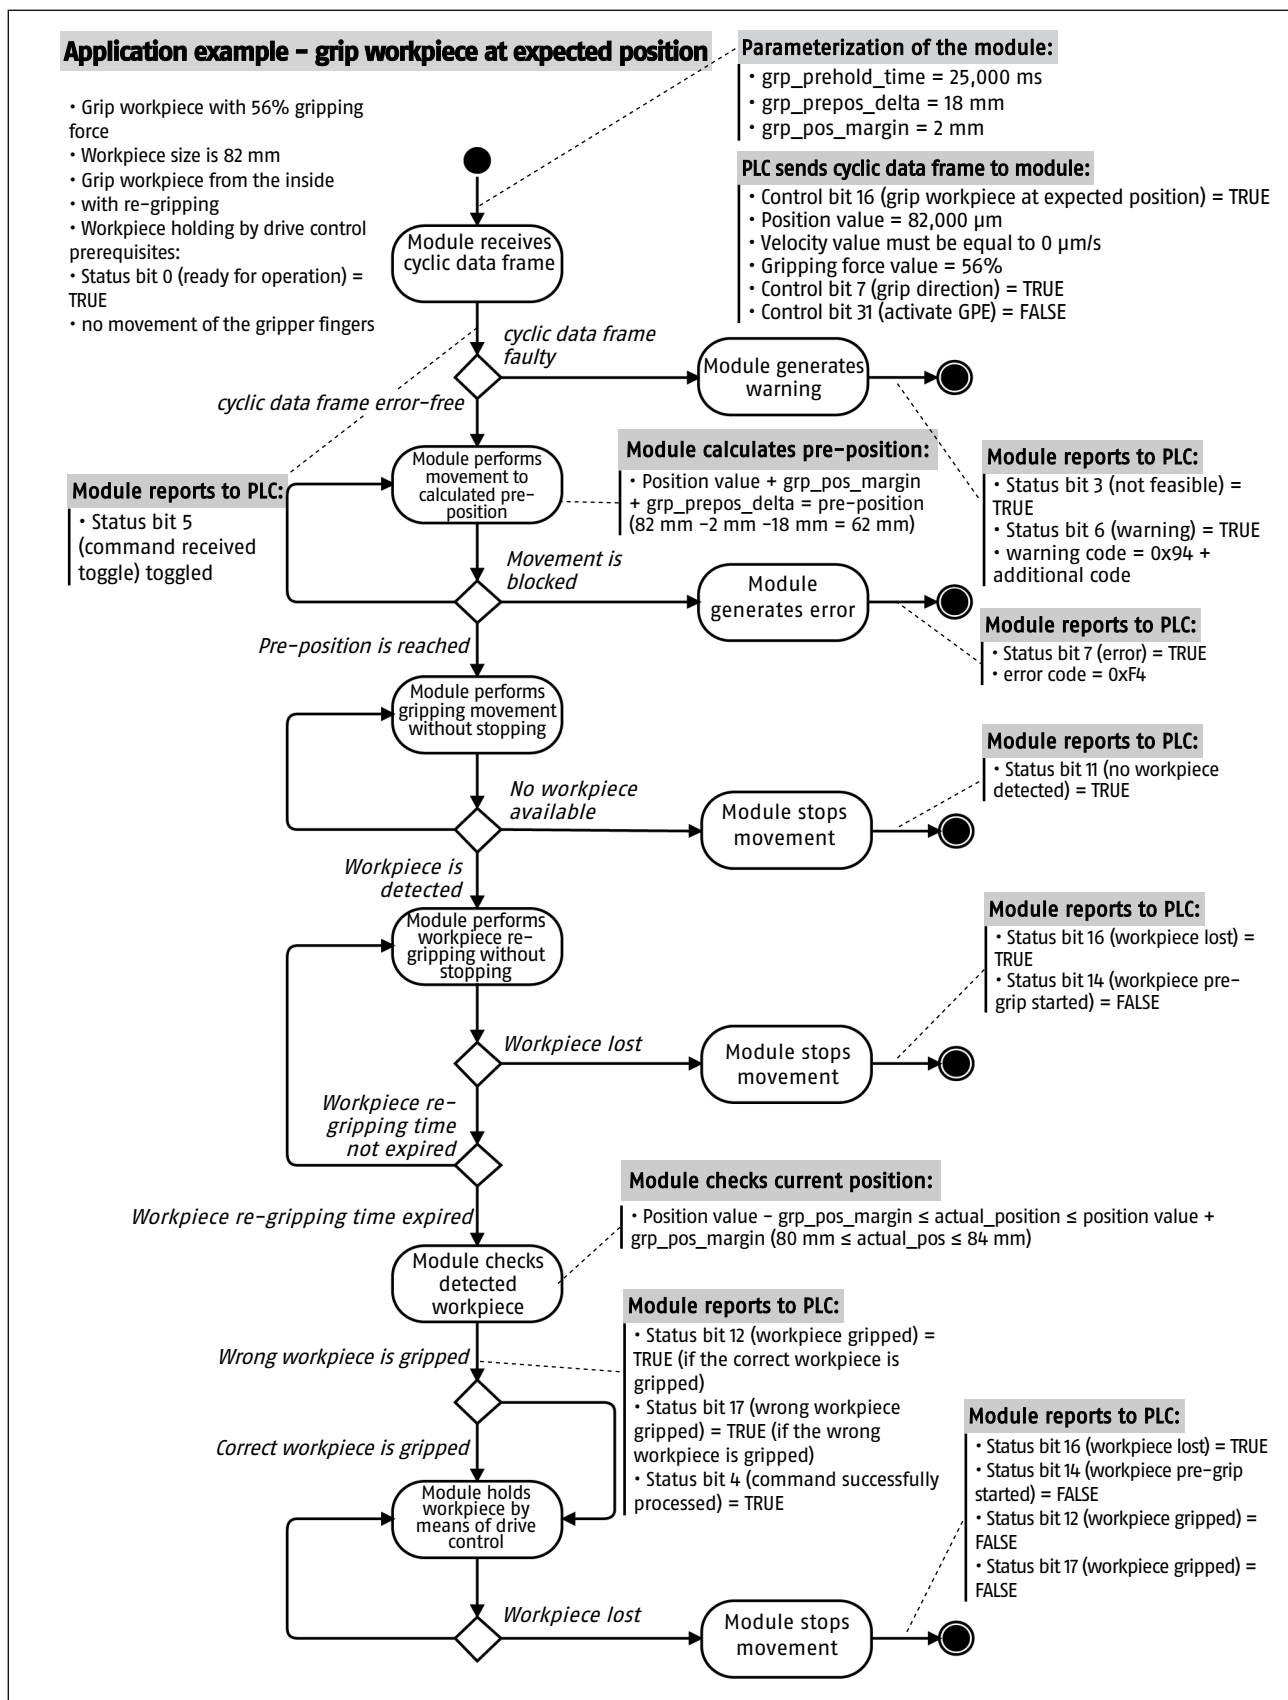 Application example – grip workpiece at expected position
• Grip workpiece with 56% gripping
force
• Workpiece size is 82 mm
• Grip workpiece from the inside
• with re-gripping
• Workpiece holding by drive control
prerequisites:
• Status bit 0 (ready for operation) =
TRUE
• no movement of the gripper fingers
Parameterization of the module:
• grp_prehold_time = 25,000 ms
• grp_prepos_delta = 18 mm
• grp_pos_margin = 2 mm
PLC sends cyclic data frame to module:
• Control bit 16 (grip workpiece at expected position) = TRUE
• Position value = 82,000 µm
• Velocity value must be equal to 0 µm/s
• Gripping force value = 56%
• Control bit 7 (grip direction) = TRUE
• Control bit 31 (activate GPE) = FALSE
Module receives
cyclic data frame
cyclic data frame
faulty
Module generates
warning
cyclic data frame error-free
Module reports to PLC:
• Status bit 5
(command received
toggle) toggled
Module performs
movement to
calculated pre-
position
Module calculates pre-position:
• Position value + grp_pos_margin
+ grp_prepos_delta = pre-position
(82 mm -2 mm -18 mm = 62 mm)
Module reports to PLC:
• Status bit 3 (not feasible) =
TRUE
• Status bit 6 (warning) = TRUE
• warning code = 0x94 +
additional code
Movement is
blocked
Module
generates error
Module reports to PLC:
• Status bit 7 (error) = TRUE
• error code = 0xF4
Pre-position is reached
Module performs
gripping movement
without stopping
No workpiece
available
Module stops
movement
Module reports to PLC:
• Status bit 11 (no workpiece
detected) = TRUE
Workpiece is
detected
Module performs
workpiece re-
gripping without
stopping
Workpiece lost
Module stops
movement
Module reports to PLC:
• Status bit 16 (workpiece lost) =
TRUE
• Status bit 14 (workpiece pre-
grip started) = FALSE
Workpiece re-
gripping time
not expired
Workpiece re-gripping time expired
Module checks current position:
• Position value - grp_pos_margin ≤ actual_position ≤ position value +
grp_pos_margin (80 mm ≤ actual_pos ≤ 84 mm)
Module checks
detected
workpiece
Module reports to PLC:
• Status bit 12 (workpiece gripped) =
TRUE (if the correct workpiece is
gripped)
• Status bit 17 (wrong workpiece
gripped) = TRUE (if the wrong
workpiece is gripped)
• Status bit 4 (command successfully
processed) = TRUE
Wrong workpiece is gripped
Correct workpiece is gripped
Module holds
workpiece by
means of drive
control
Workpiece lost
Module stops
movement
Module reports to PLC:
• Status bit 16 (workpiece lost) = TRUE
• Status bit 14 (workpiece pre-grip
started) = FALSE
• Status bit 12 (workpiece gripped) =
FALSE
• Status bit 17 (workpiece gripped) =
FALSE